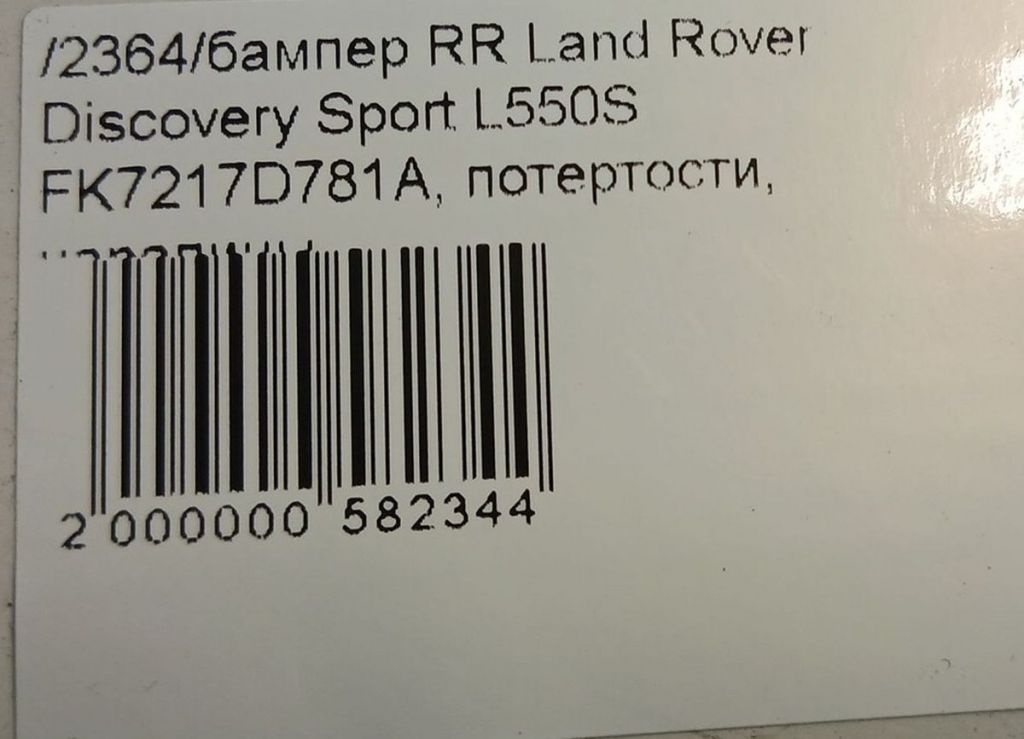 /2364/бампер RR Land Rover
Discovery Sport L550S
FK7217D781A, потертости,
2 000000 582344